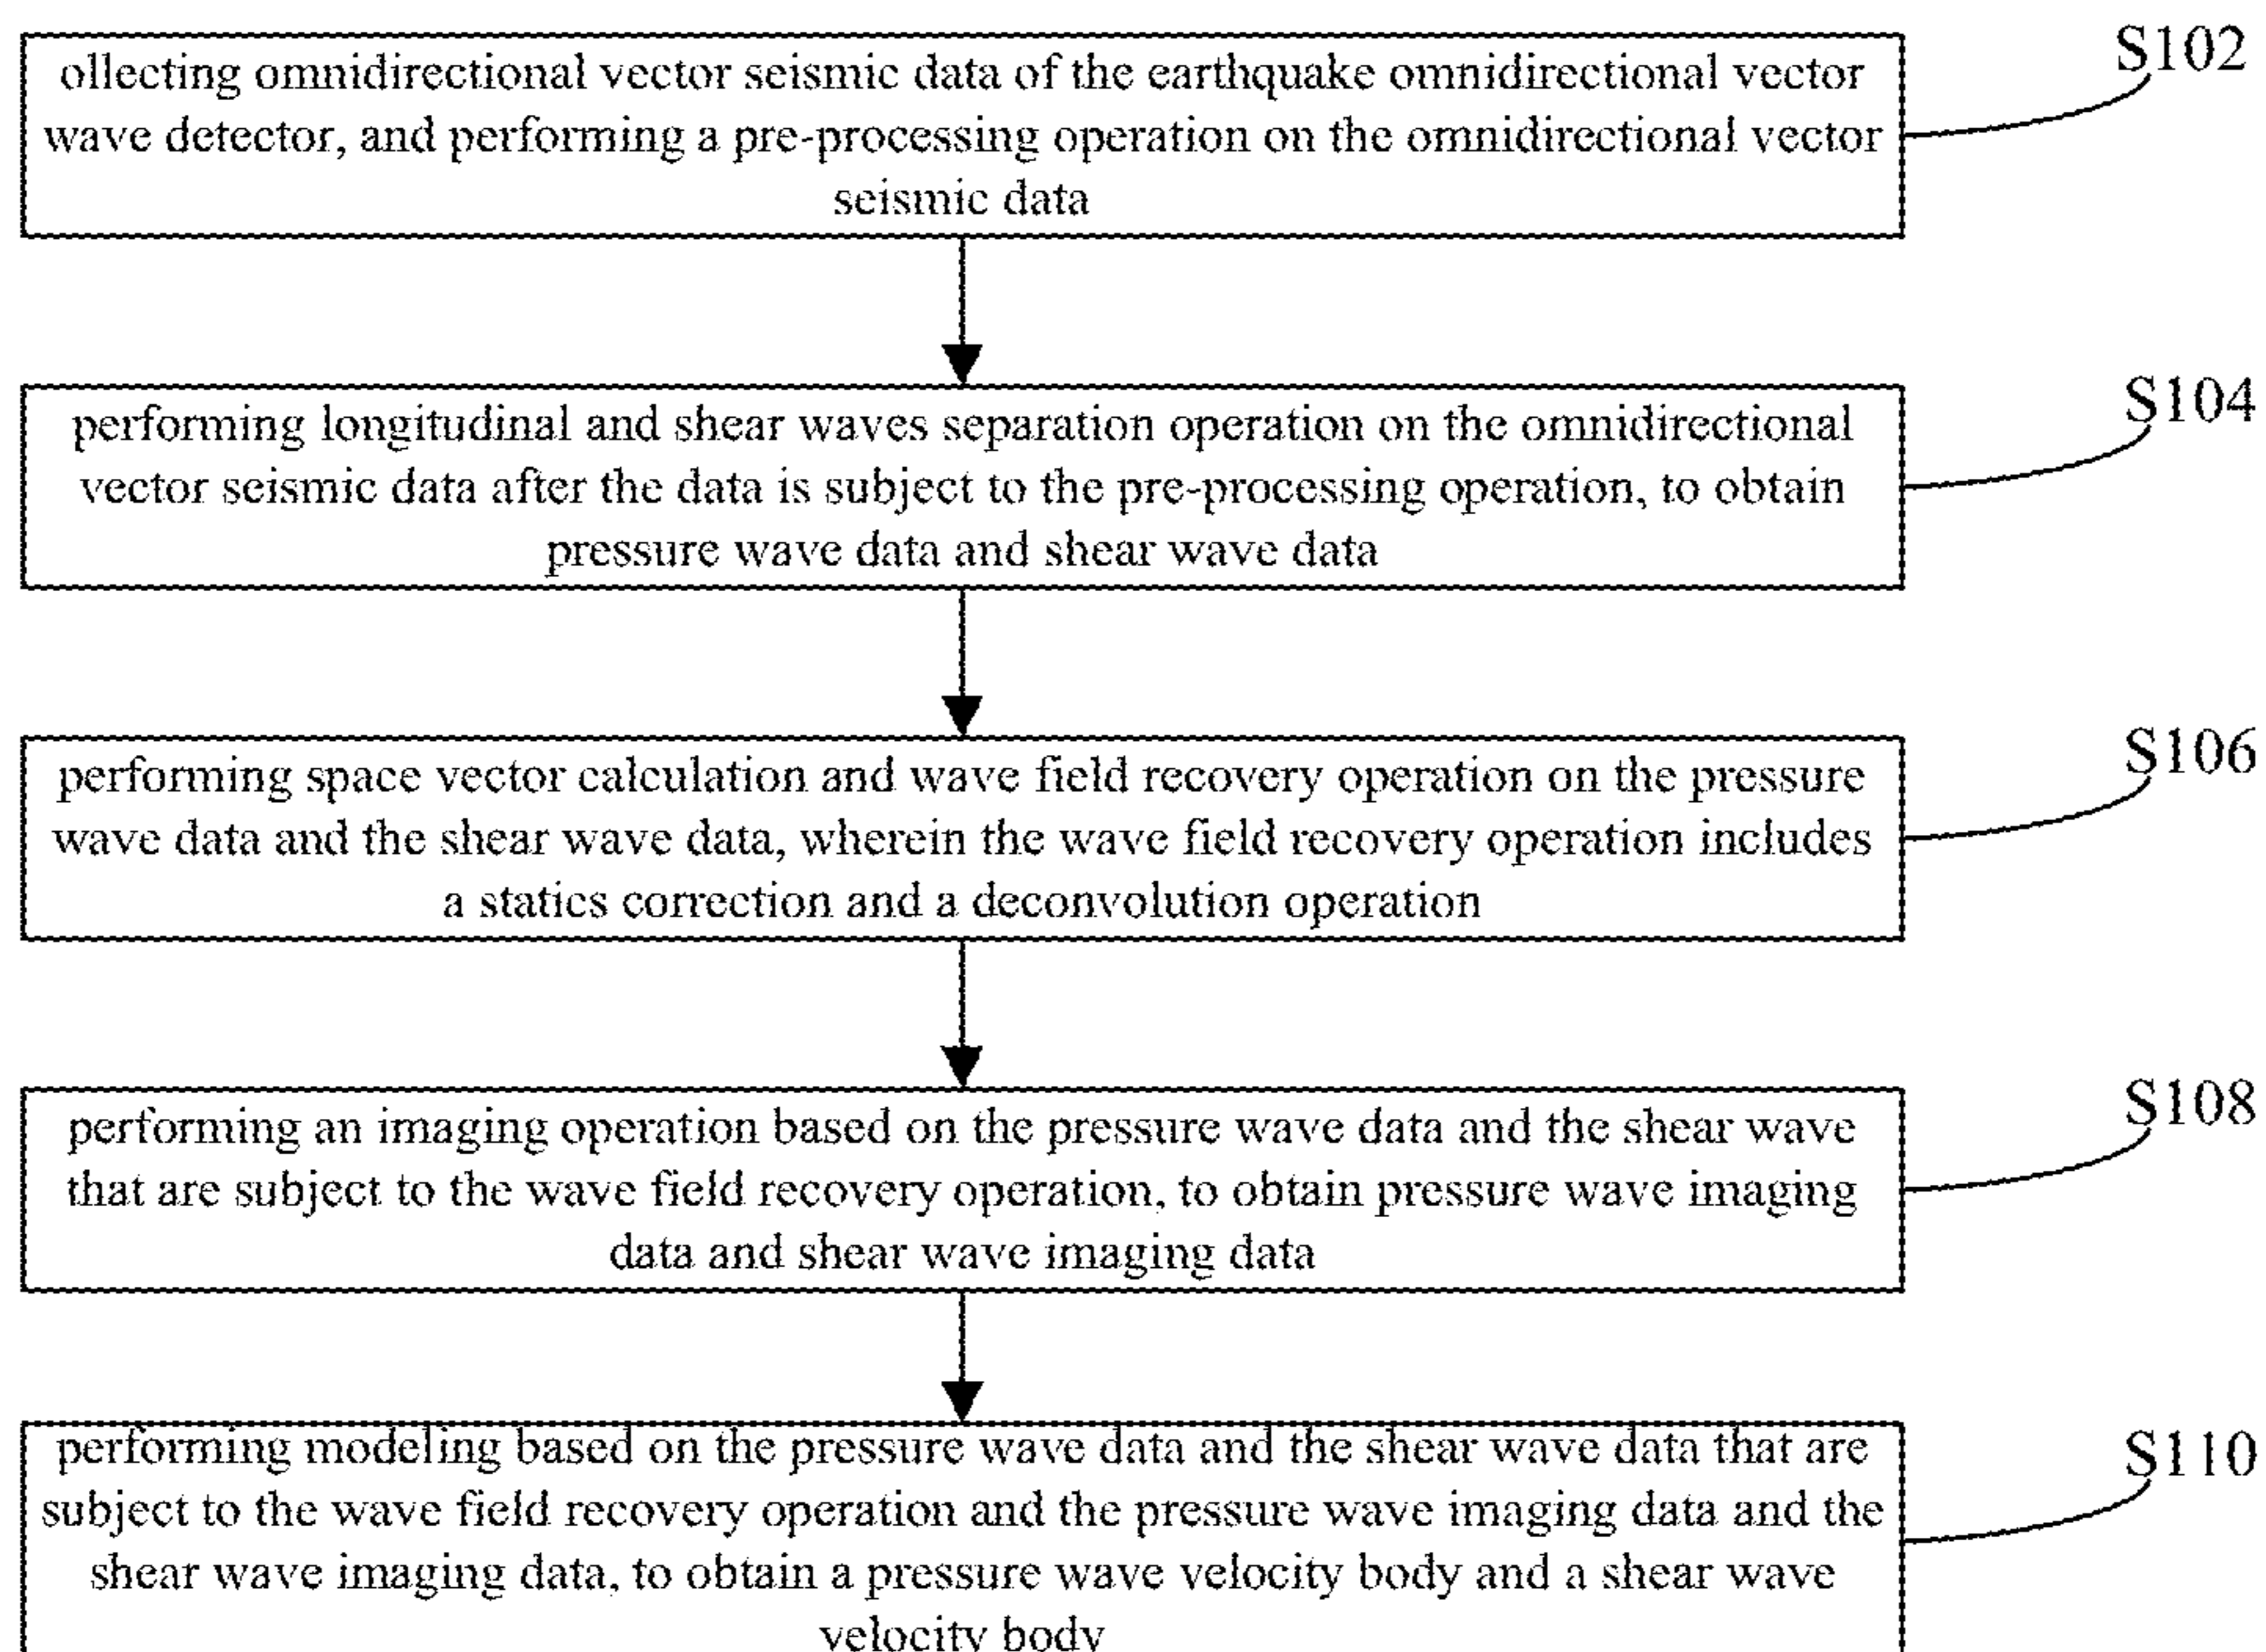 ollecting omnidirectional vector seismic data of the earthquake omnidirectional vector
wave detector, and performing a pre-processing operation on the omnidirectional vector
seismic data
S102
performing longitudinal and shear waves separation operation on the omnidirectional
vector seismic data after the data is subject to the pre-processing operation, to obtain
pressure wave data and shear wave data
S104
performing space vector calculation and wave field recovery operation on the pressure
wave data and the shear wave data, wherein the wave field recovery operation includes
a statics correction and a deconvolution operation
S106
performing an imaging operation based on the pressure wave data and the shear wave
that are subject to the wave field recovery operation, to obtain pressure wave imaging
data and shear wave imaging data
S108
performing modeling based on the pressure wave data and the shear wave data that are
subject to the wave field recovery operation and the pressure wave imaging data and the
shear wave imaging data, to obtain a pressure wave velocity body and a shear wave
velocity body
S110